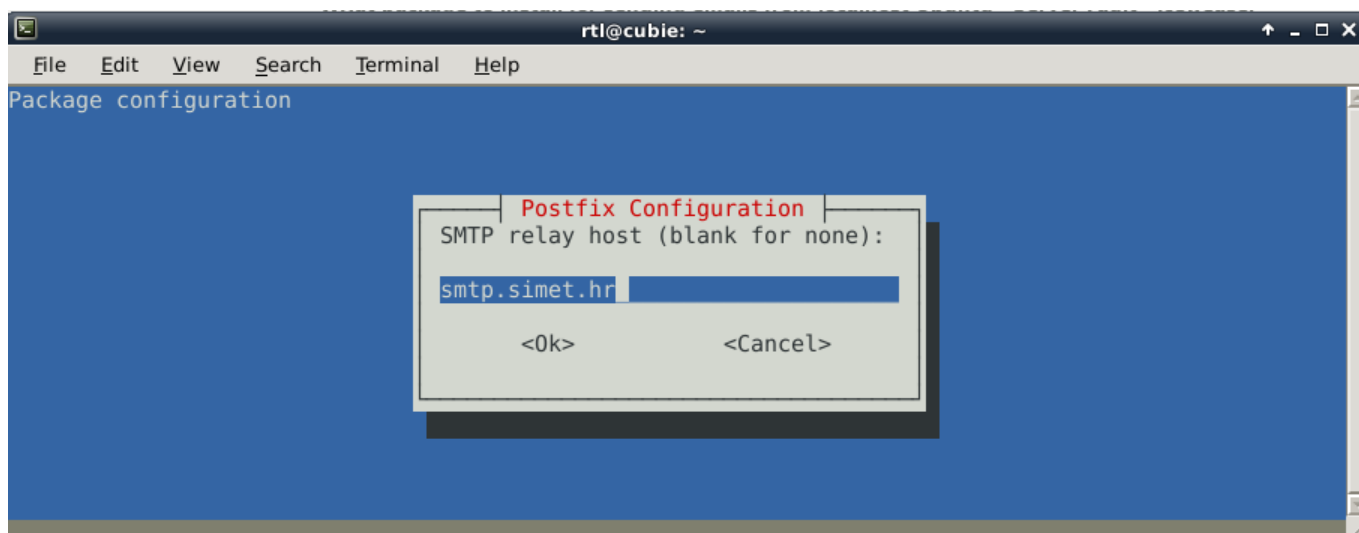 rtl@cubie: ~
File Edit View Search Terminal Help
Package configuration
Postfix Configuration
SMTP relay host (blank for none):
smtp.simet.hr
<Ok> <Cancel>